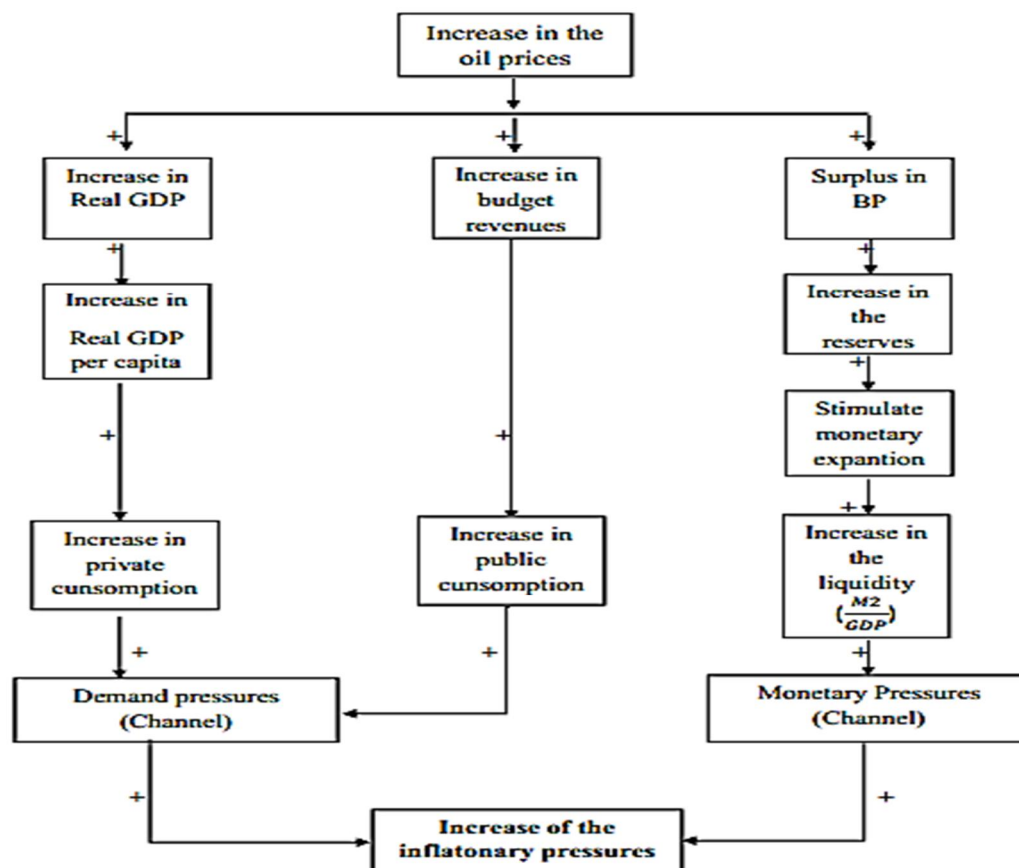 Increase in the
oil prices
+
+
+
Increase in
Real GDP
Increase in
budget
revenues
Surplus in
BP
+
+
Increase in
Real GDP
per capita
Increase in
the
reserves
+
Stimulate
monetary
expantion
+
+
+
Increase in
private
cunsomption
Increase in
public
cunsomption
Increase in
the
liquidity
(M2/GDP)
+
+
+
Demand pressures
(Channel)
Monetary Pressures
(Channel)
+
+
Increase of the
inflatonary pressures